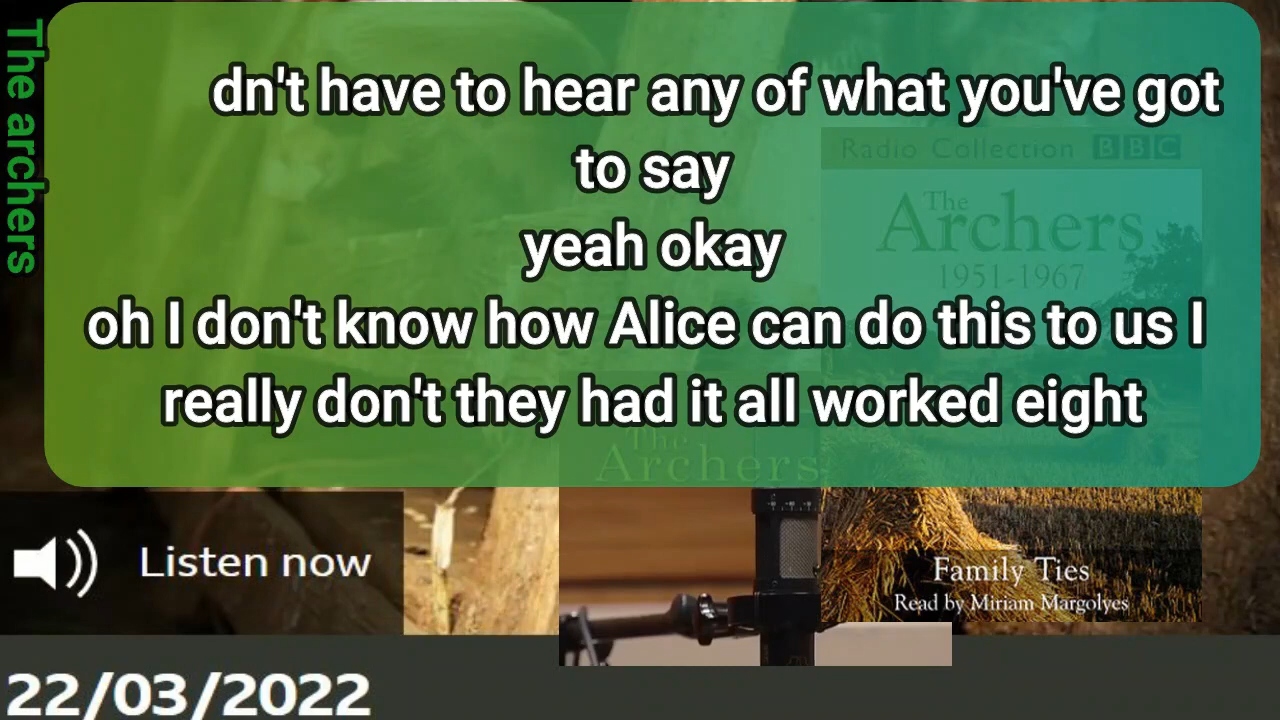 The archers
dn't have to hear any of what you've got
to say
yeah okay
oh I don't know how Alice can do this to us I
really don't they had it all worked eight
Radio Collection BBC
The
Archers
1951-1967
The
Archers
Listen now
Family Ties
Read by Miriam Margolyes
22/03/2022